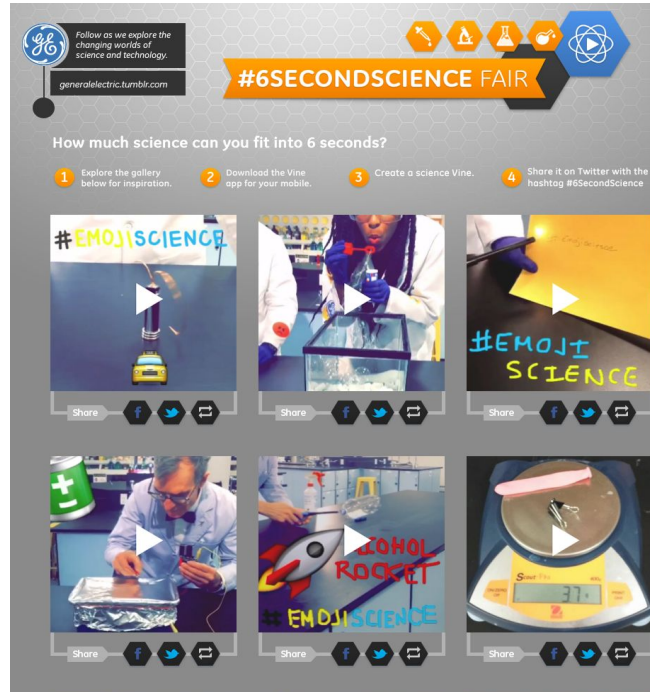 Follow as we explore the
changing worlds of
science and technology.
generalelectric.tumblr.com
#6SECONDSCIENCE FAIR
How much science can you fit into 6 seconds?
1 Explore the gallery
below for inspiration.
2 Download the Vine
app for your mobile.
3 Create a science Vine.
4 Share it on Twitter with the
hashtag #6SecondScience
#EMOJISCIENCE
#EMOJI
SCIENCE
Share
Share
Share
ROCKET
#EMOJISCIENCE
Scout
37
Share
Share
Share